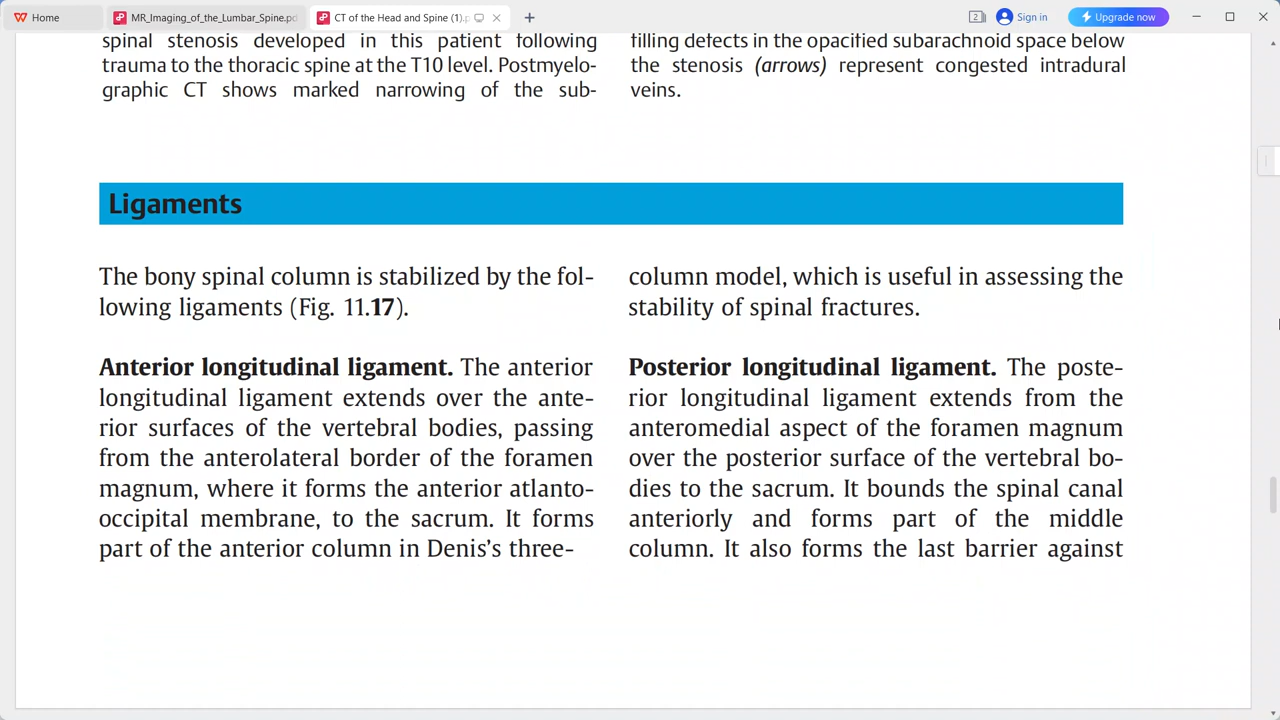 Home
MR_Imaging_of_the_Lumbar_Spine.pd
CT of the Head and Spine (1).p
2
Sign in
Upgrade now
spinal stenosis developed in this patient following
trauma to the thoracic spine at the T10 level. Postmyelo-
graphic CT shows marked narrowing of the sub-
filling defects in the opacified subarachnoid space below
the stenosis (arrows) represent congested intradural
veins.
Ligaments
The bony spinal column is stabilized by the fol-
lowing ligaments (Fig. 11.17).
Anterior longitudinal ligament. The anterior
longitudinal ligament extends over the ante-
rior surfaces of the vertebral bodies, passing
from the anterolateral border of the foramen
magnum, where it forms the anterior atlanto-
occipital membrane, to the sacrum. It forms
part of the anterior column in Denis's three-
column model, which is useful in assessing the
stability of spinal fractures.
Posterior longitudinal ligament. The poste-
rior longitudinal ligament extends from the
anteromedial aspect of the foramen magnum
over the posterior surface of the vertebral bo-
dies to the sacrum. It bounds the spinal canal
anteriorly and forms part of the middle
column. It also forms the last barrier against